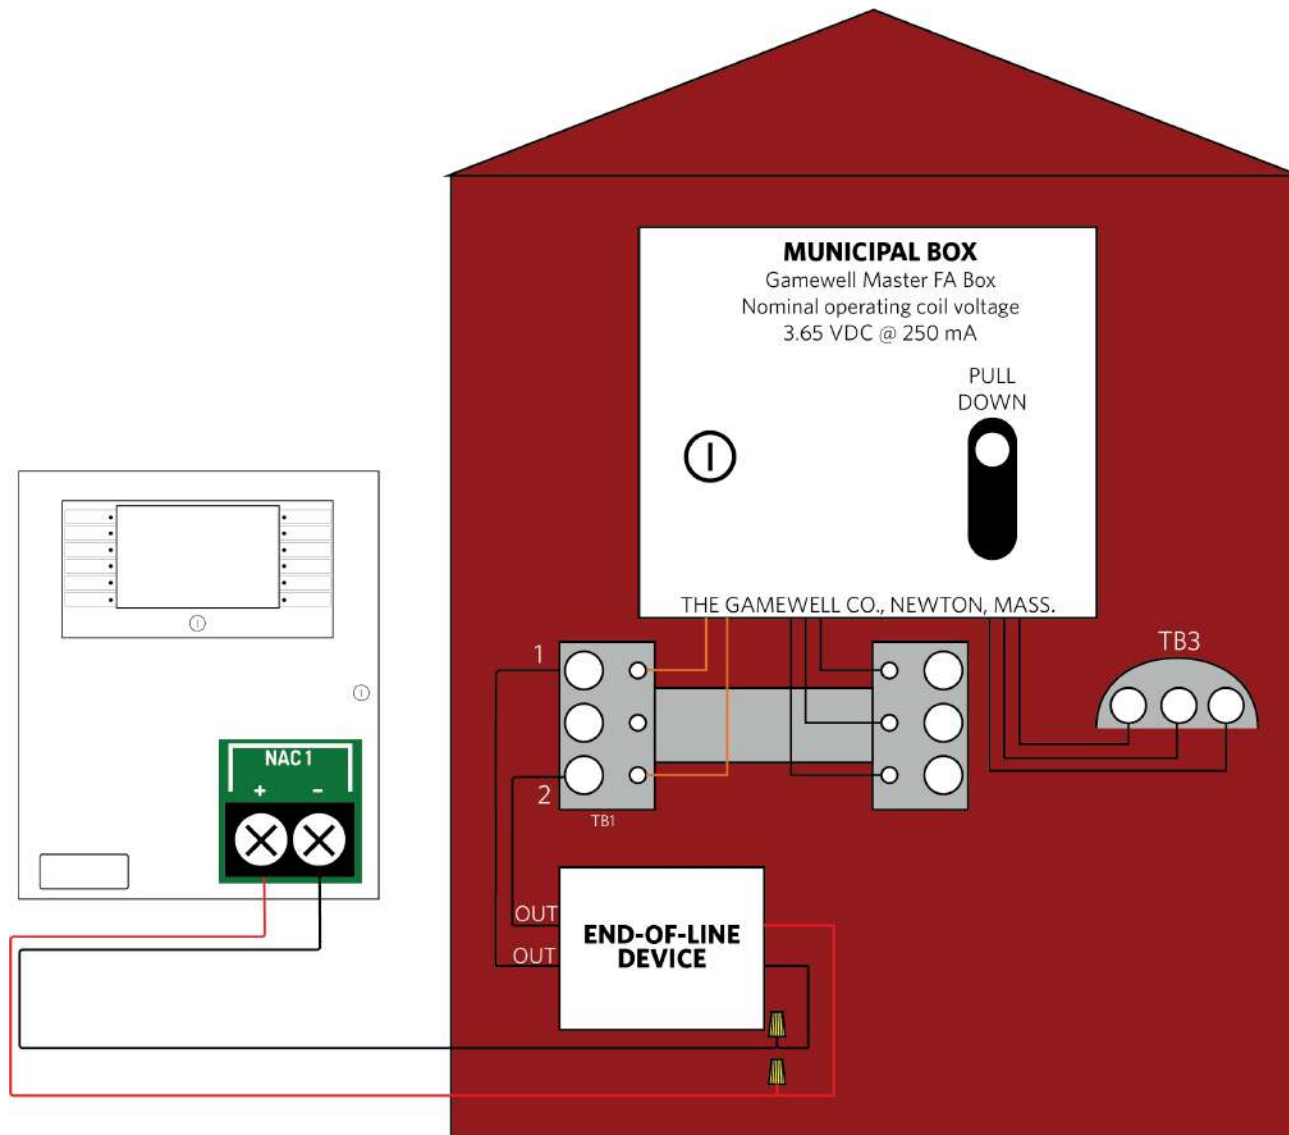 MUNICIPAL BOX
Gamewell Master FA Box
Nominal operating coil voltage
3.65 VDC @ 250 mA
PULL
DOWN
THE GAMEWELL CO., NEWTON, MASS.
1
2
TB1
TB3
NAC 1
+ −
OUT
OUT
END-OF-LINE
DEVICE